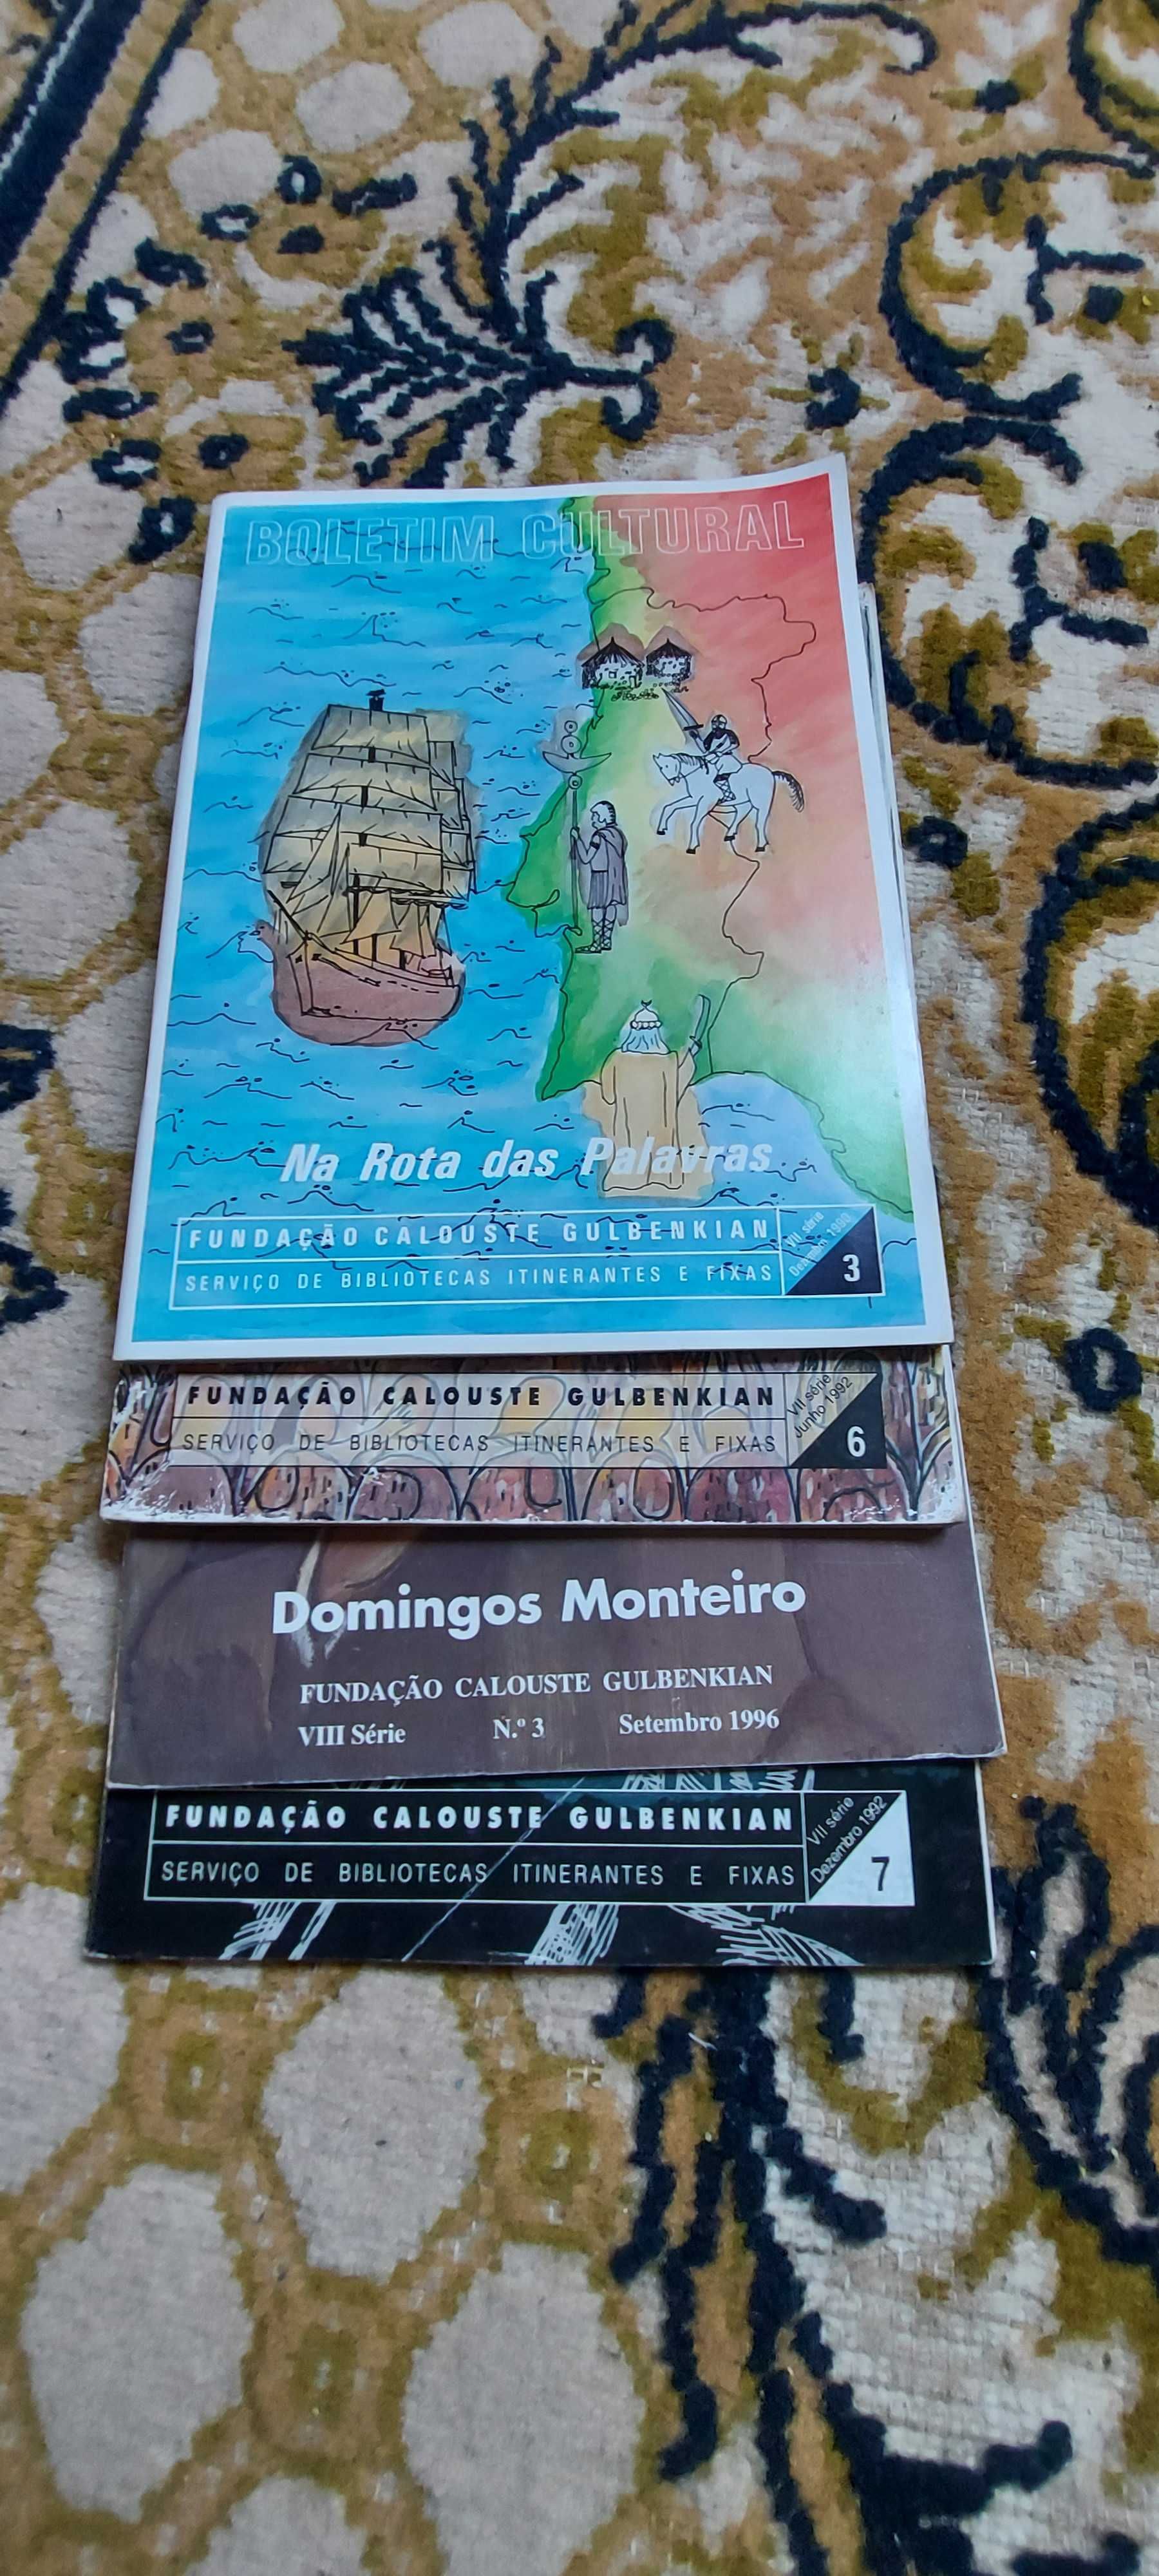 BOLETIM CULTURAL
Na Rota das Palavras
FUNDAÇÃO CALOUSTE GULBENKIAN
SERVIÇO DE BIBLIOTECAS ITINERANTES E FIXAS
VII série
3
FUNDAÇÃO CALOUSTE GULBENKIAN
SERVIÇO DE BIBLIOTECAS ITINERANTES E FIXAS
VII série
Junho 1992
6
Domingos Monteiro
FUNDAÇÃO CALOUSTE GULBENKIAN
VIII Série N.º 3 Setembro 1996
FUNDAÇÃO CALOUSTE GULBENKIAN
SERVIÇO DE BIBLIOTECAS ITINERANTES E FIXAS
VII série
Dezembro 1992
7